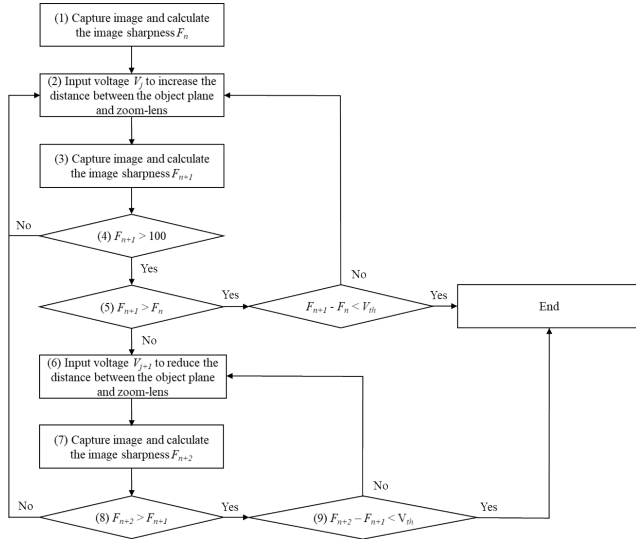 (1) Capture image and calculate
the image sharpness Fn
(2) Input voltage Vj to increase the
distance between the object plane
and zoom-lens
(3) Capture image and calculate
the image sharpness Fn+1
No
(4) Fn+1 > 100
Yes
No
(5) Fn+1 > Fn
Yes
Fn+1 - Fn < Vth
Yes
End
No
(6) Input voltage Vj+1 to reduce the
distance between the object plane
and zoom-lens
(7) Capture image and calculate
the image sharpness Fn+2
No
No
(8) Fn+2 > Fn+1
Yes
(9) Fn+2 – Fn+1 < Vth
Yes